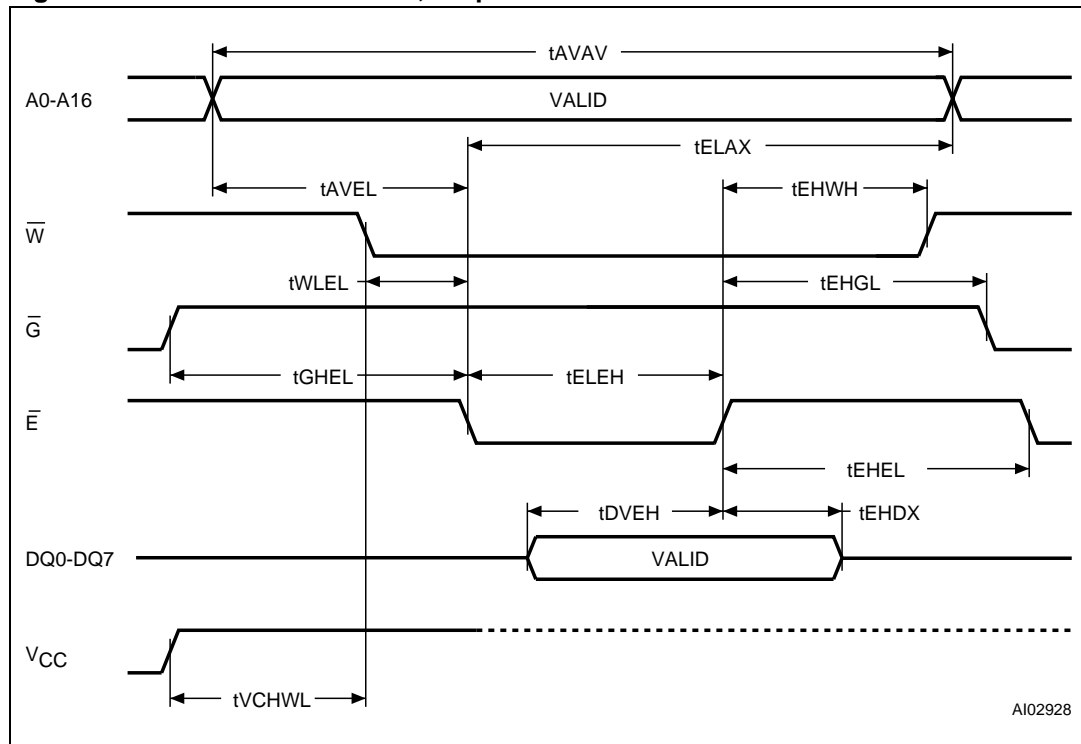 tAVAV
A0-A16
VALID
tELAX
tAVEL
tEHWH
W
tWLEL
tEHGL
G
tGHEL
tELEH
E
tEHEL
tDVEH
tEHDX
DQ0-DQ7
VALID
VCC
tVCHWL
AI02928